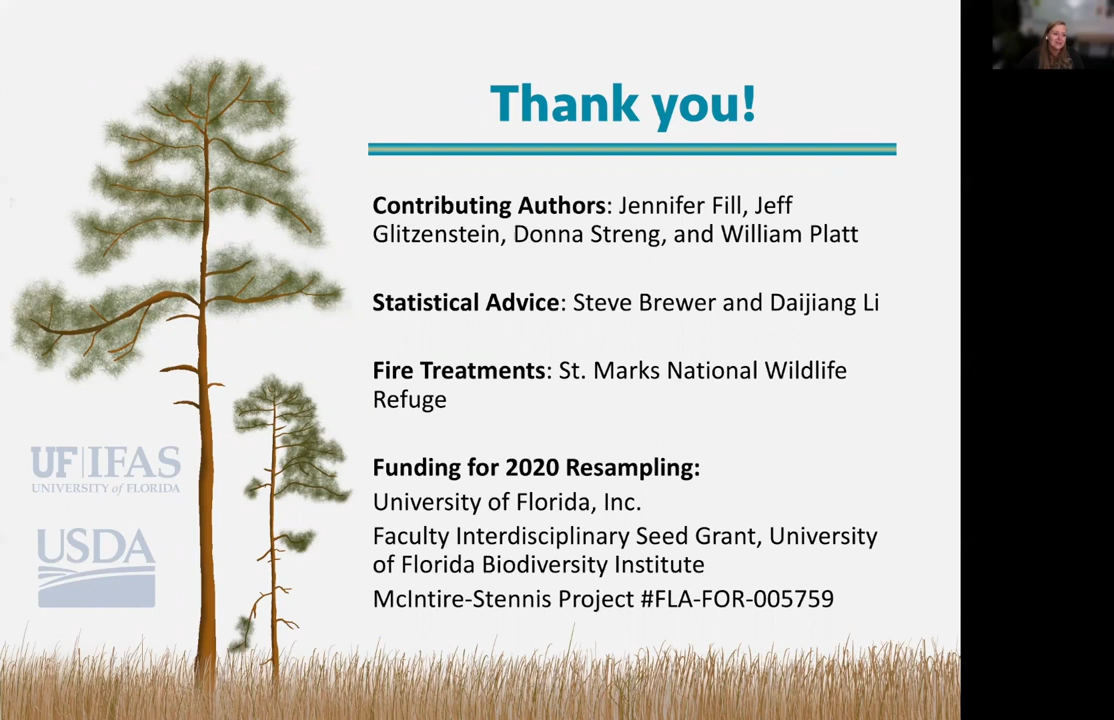 Thank you!
Contributing Authors: Jennifer Fill, Jeff
Glitzenstein, Donna Streng, and William Platt
Statistical Advice: Steve Brewer and Daijiang Li
Fire Treatments: St. Marks National Wildlife
Refuge
Funding for 2020 Resampling:
University of Florida, Inc.
Faculty Interdisciplinary Seed Grant, University
of Florida Biodiversity Institute
McIntire-Stennis Project #FLA-FOR-005759
UF|IFAS
UNIVERSITY of FLORIDA
USDA